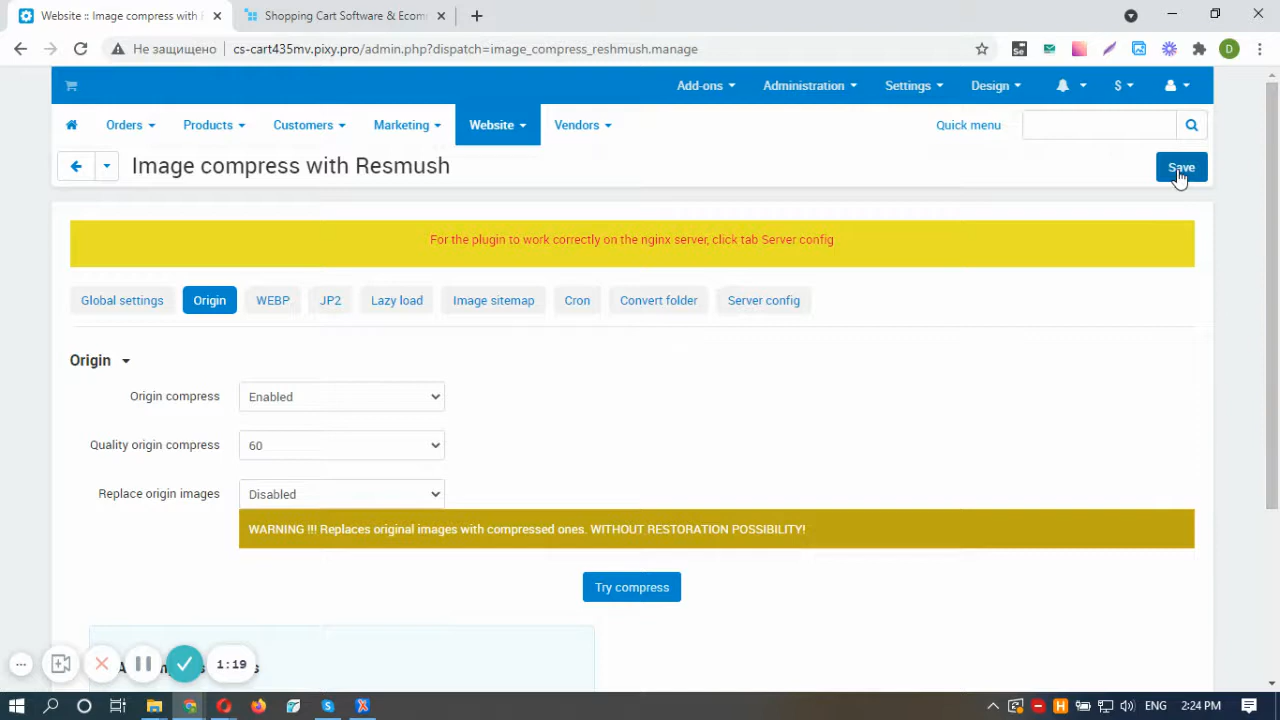 Website :: Image compress with
Shopping Cart Software & Ecom
Не защищено
cs-cart435mv.pixy.pro/admin.php?dispatch=image_compress_reshmush.manage
Se
D
Add-ons
Administration
Settings
Design
$
Orders
Products
Customers
Marketing
Website
Vendors
Quick menu
Image compress with Resmush
Save
For the plugin to work correctly on the nginx server, click tab Server config
Global settings
Origin
WEBP
JP2
Lazy load
Image sitemap
Cron
Convert folder
Server config
Origin
Origin compress
Enabled
Quality origin compress
60
Replace origin images
Disabled
WARNING !!! Replaces original images with compressed ones. WITHOUT RESTORATION POSSIBILITY!
Try compress
1:19
ENG
2:24 PM